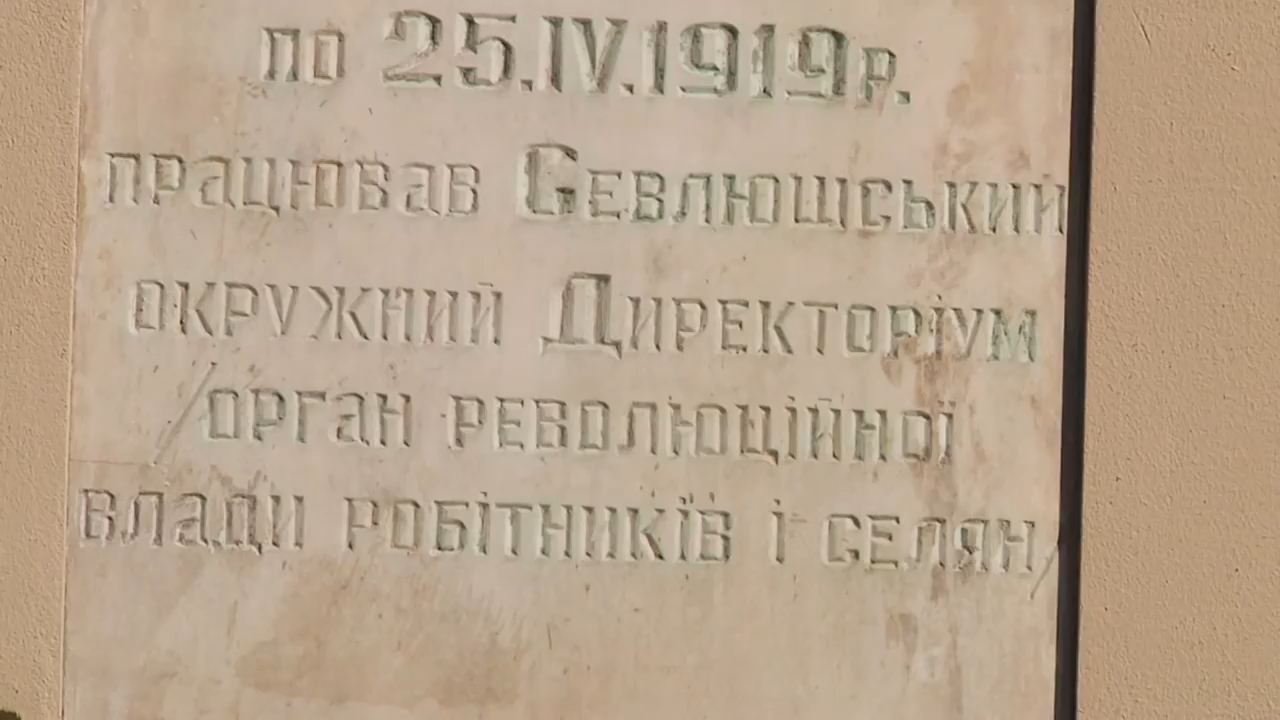 по 25.IV.1919р.
працював Севлюшський
окружний Директоріум
/орган революційної
влади робітників і селян/